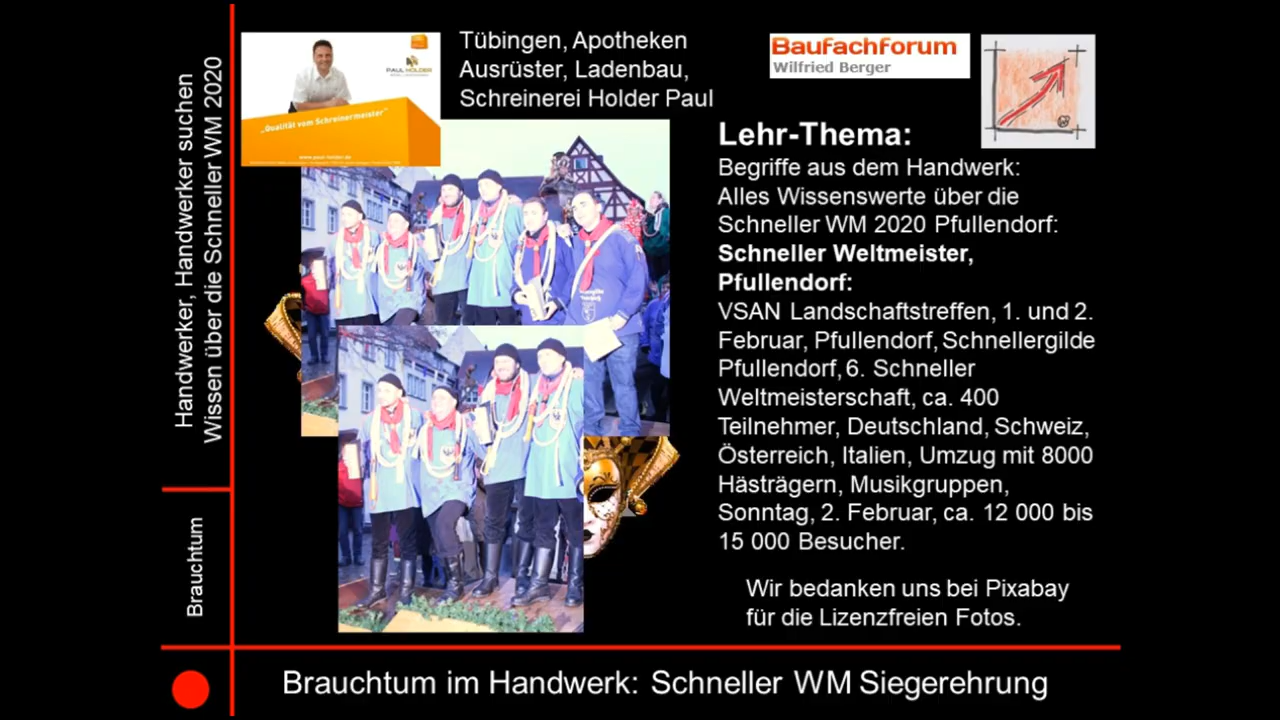 Handwerker, Handwerker suchen
Wissen über die Schneller WM 2020
Brauchtum
PAUL HOLDER
„Qualität vom Schreinermeister“
www.paul-holder.de
Tübingen, Apotheken
Ausrüster, Ladenbau,
Schreinerei Holder Paul
Baufachforum
Wilfried Berger
Lehr-Thema:
Begriffe aus dem Handwerk:
Alles Wissenswerte über die
Schneller WM 2020 Pfullendorf:
Schneller Weltmeister,
Pfullendorf:
VSAN Landschaftstreffen, 1. und 2.
Februar, Pfullendorf, Schnellergilde
Pfullendorf, 6. Schneller
Weltmeisterschaft, ca. 400
Teilnehmer, Deutschland, Schweiz,
Österreich, Italien, Umzug mit 8000
Hästrägern, Musikgruppen,
Sonntag, 2. Februar, ca. 12 000 bis
15 000 Besucher.
Wir bedanken uns bei Pixabay
für die Lizenzfreien Fotos.
Brauchtum im Handwerk: Schneller WM Siegerehrung